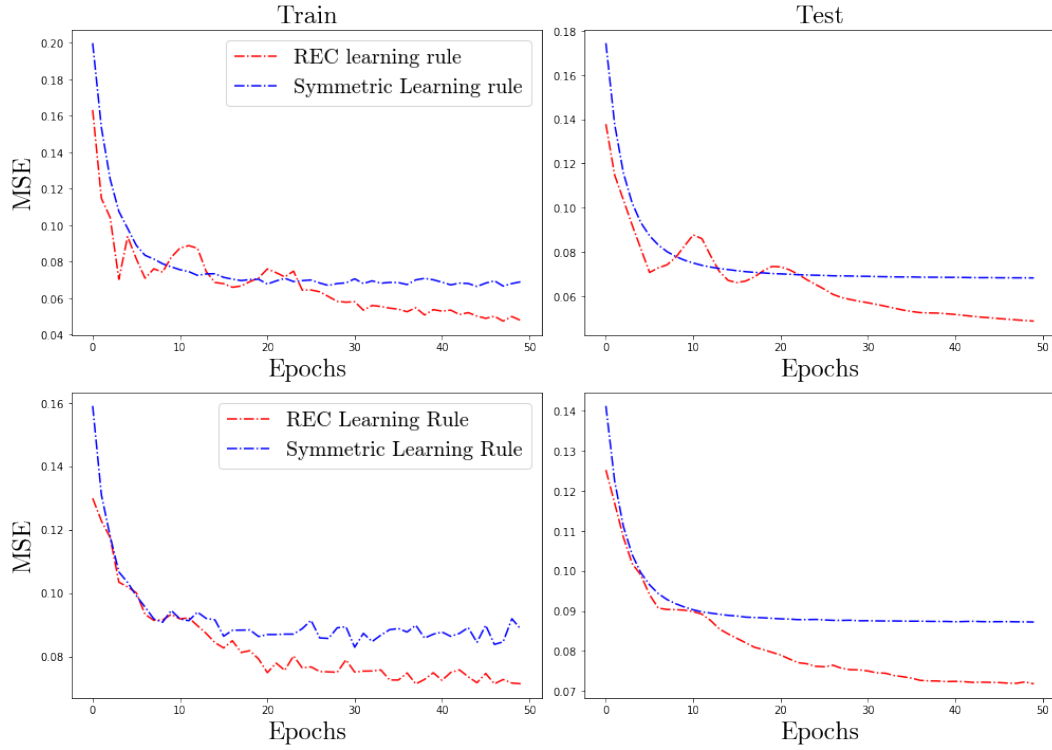 Train
Test
MSE
0.20
0.18
0.16
0.14
0.12
0.10
0.08
0.06
0.04
REC learning rule
Symmetric Learning rule
0 10 20 30 40 50
Epochs
0.18
0.16
0.14
0.12
0.10
0.08
0.06
0 10 20 30 40 50
Epochs
MSE
0.16
0.14
0.12
0.10
0.08
REC Learning Rule
Symmetric Learning Rule
0 10 20 30 40 50
Epochs
0.14
0.13
0.12
0.11
0.10
0.09
0.08
0.07
0 10 20 30 40 50
Epochs